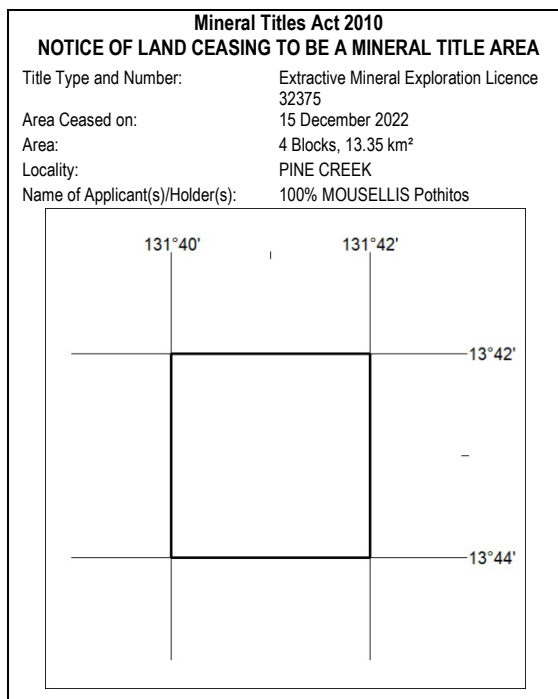 Mineral Titles Act 2010
NOTICE OF LAND CEASING TO BE A MINERAL TITLE AREA
Title Type and Number: Extractive Mineral Exploration Licence
32375
Area Ceased on: 15 December 2022
Area: 4 Blocks, 13.35 km²
Locality: PINE CREEK
Name of Applicant(s)/Holder(s): 100% MOUSELLIS Pothitos
131°40' 131°42'
13°42'
13°44'